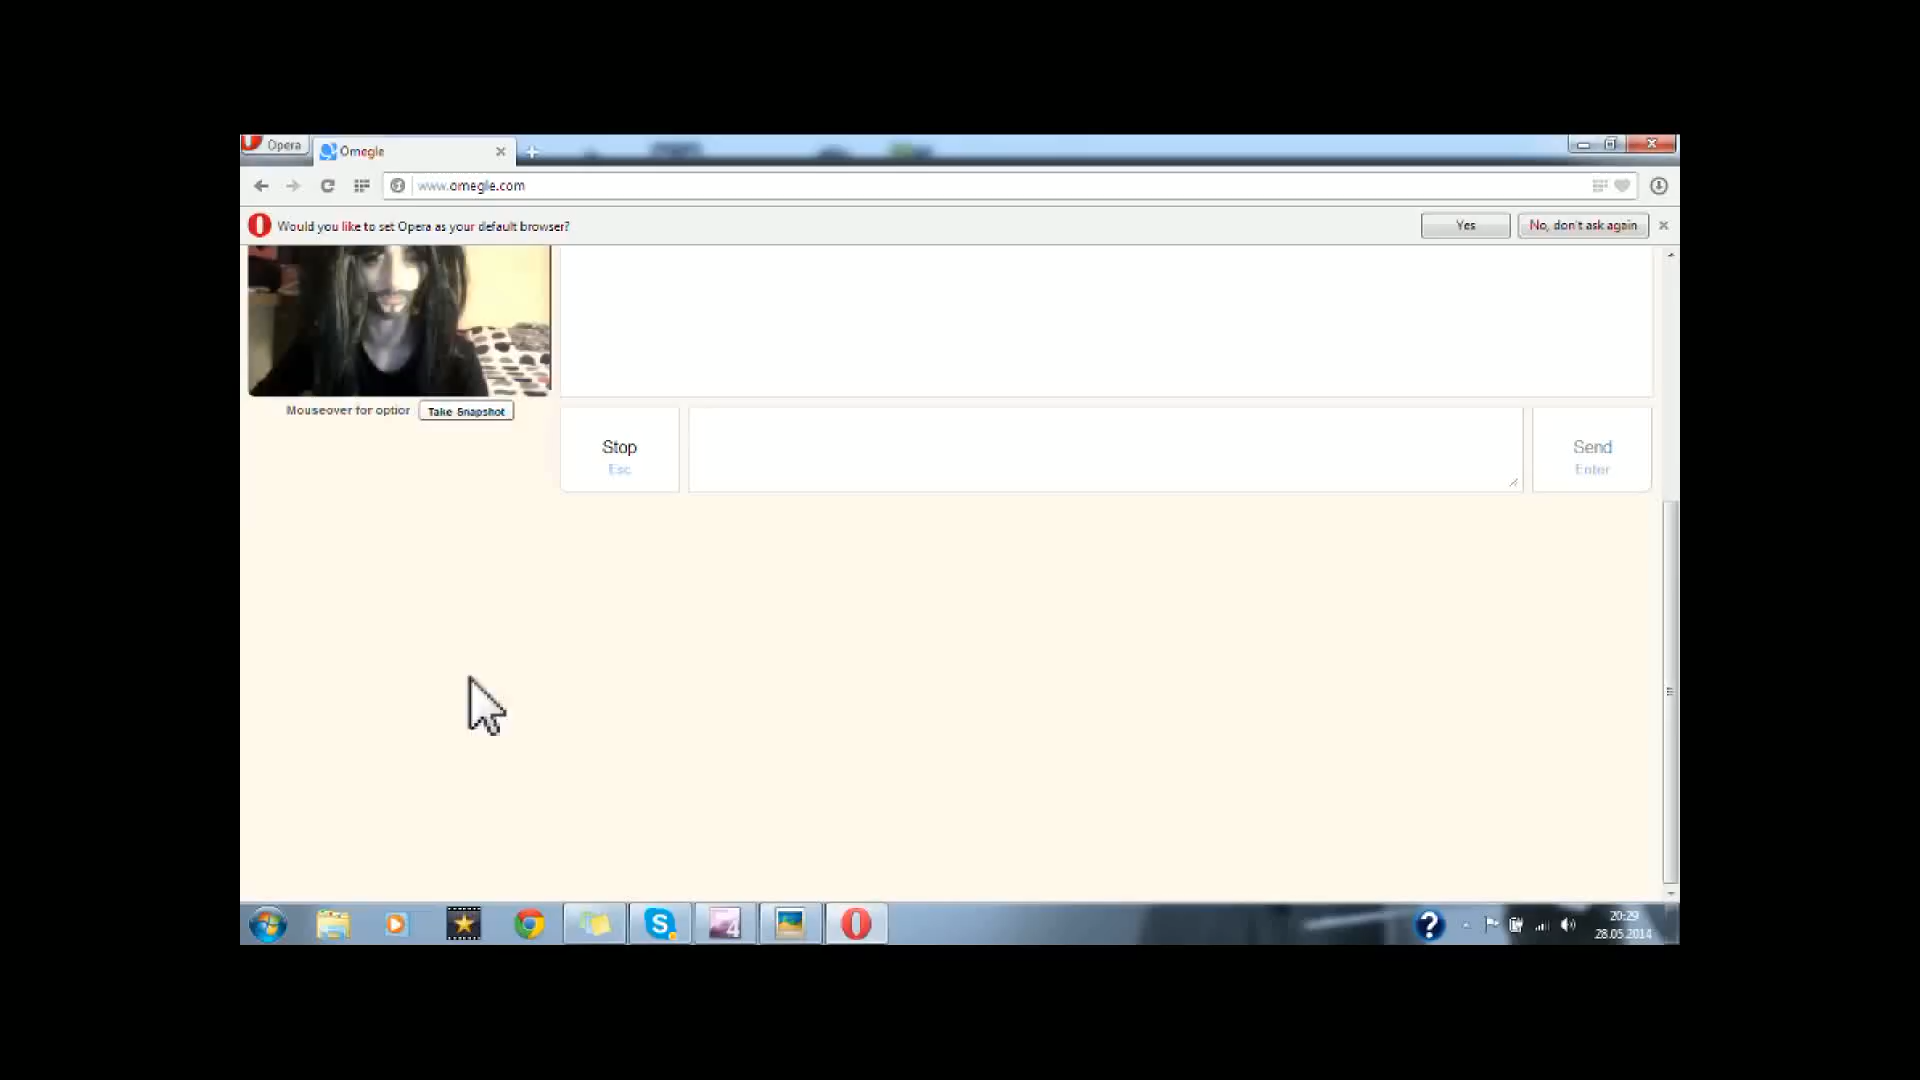 Opera
Omegle
www.omegle.com
Would you like to set Opera as your default browser?
Yes
No, don't ask again
Mouseover for option
Take Snapshot
Stop
Esc
Send
Enter
20:29
28.05.2014